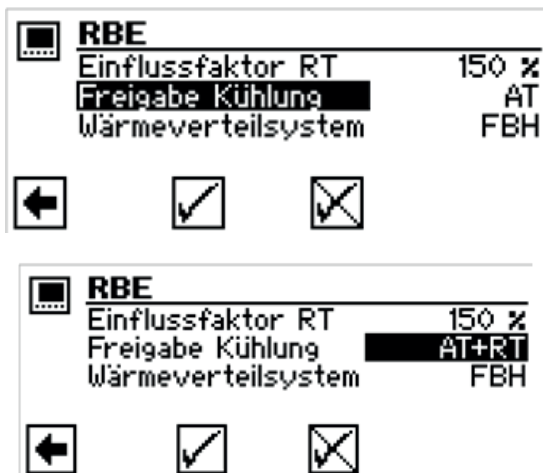 RBE
Einflussfaktor RT 150 %
Freigabe Kühlung AT
Wärmeverteilsystem FBH
RBE
Einflussfaktor RT 150 %
Freigabe Kühlung AT+RT
Wärmeverteilsystem FBH